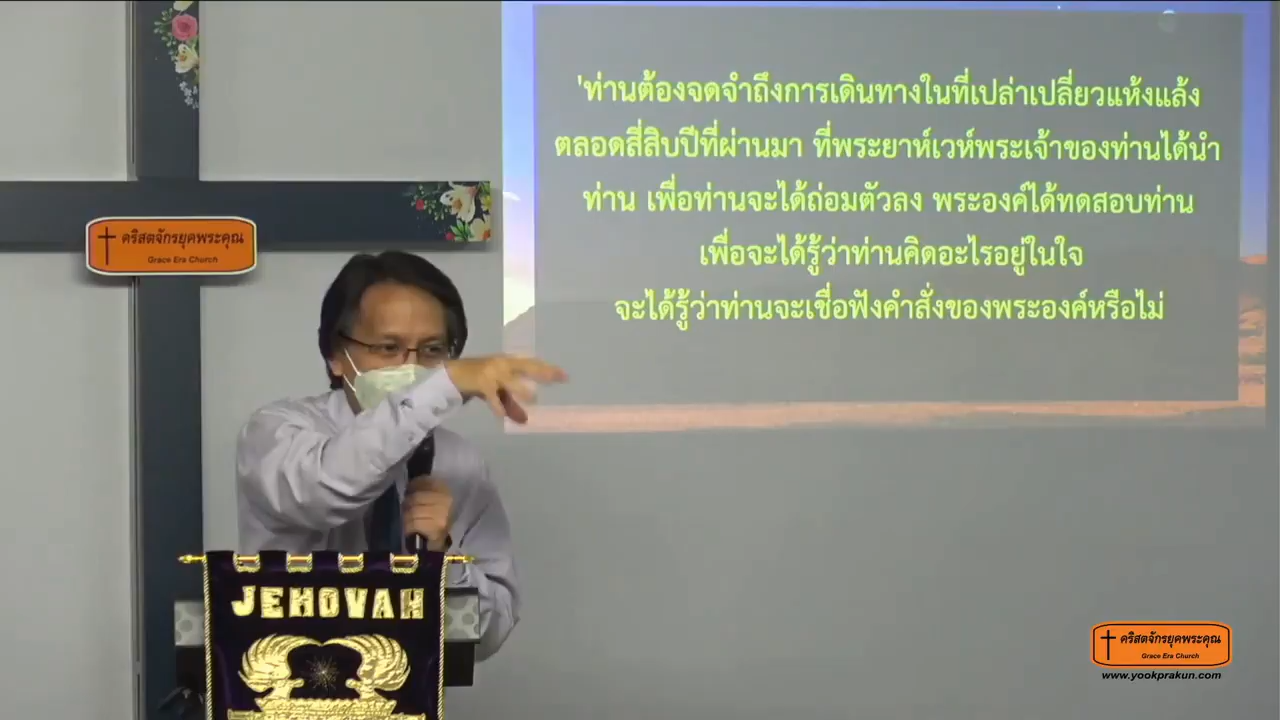 'ท่านต้องจดจำถึงการเดินทางในที่เปล่าเปลี่ยวแห้งแล้ง
ตลอดสี่สิบปีที่ผ่านมา ที่พระยาห์เวห์พระเจ้าของท่านได้นำ
ท่าน เพื่อท่านจะได้ถ่อมตัวลง พระองค์ได้ทดสอบท่าน
เพื่อจะได้รู้ว่าท่านคิดอะไรอยู่ในใจ
จะได้รู้ว่าท่านจะเชื่อฟังคำสั่งของพระองค์หรือไม่
คริสตจักรยุคพระคุณ
Grace Era Church
JEHOVAH
คริสตจักรยุคพระคุณ
Grace Era Church
www.yookprakun.com